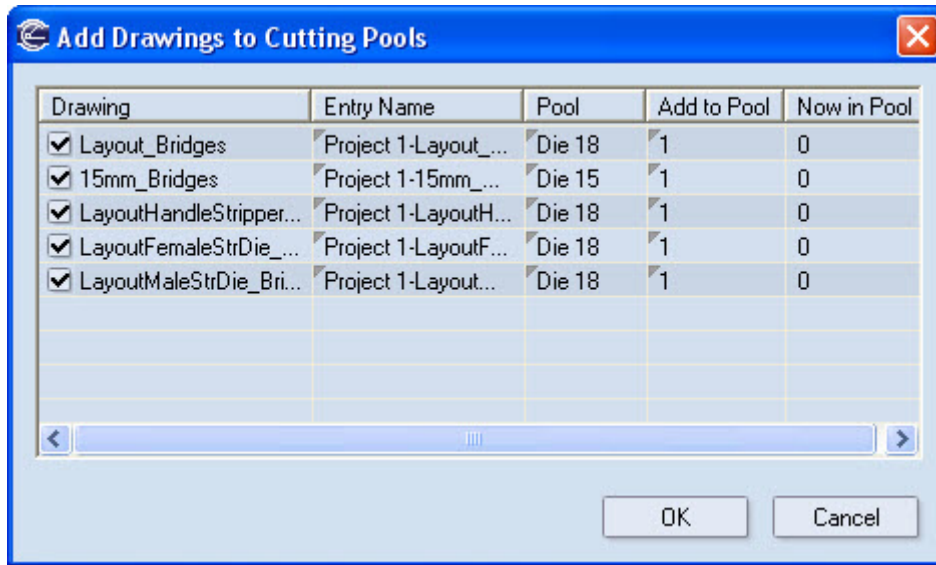 Add Drawings to Cutting Pools
Drawing Entry Name Pool Add to Pool Now in Pool
Layout_Bridges Project 1-Layout_... Die 18 1 0
15mm_Bridges Project 1-15mm_... Die 15 1 0
LayoutHandleStripper... Project 1-LayoutH... Die 18 1 0
LayoutFemaleStrDie_... Project 1-LayoutF... Die 18 1 0
LayoutMaleStrDie_Bri... Project 1-Layout... Die 18 1 0
OK Cancel